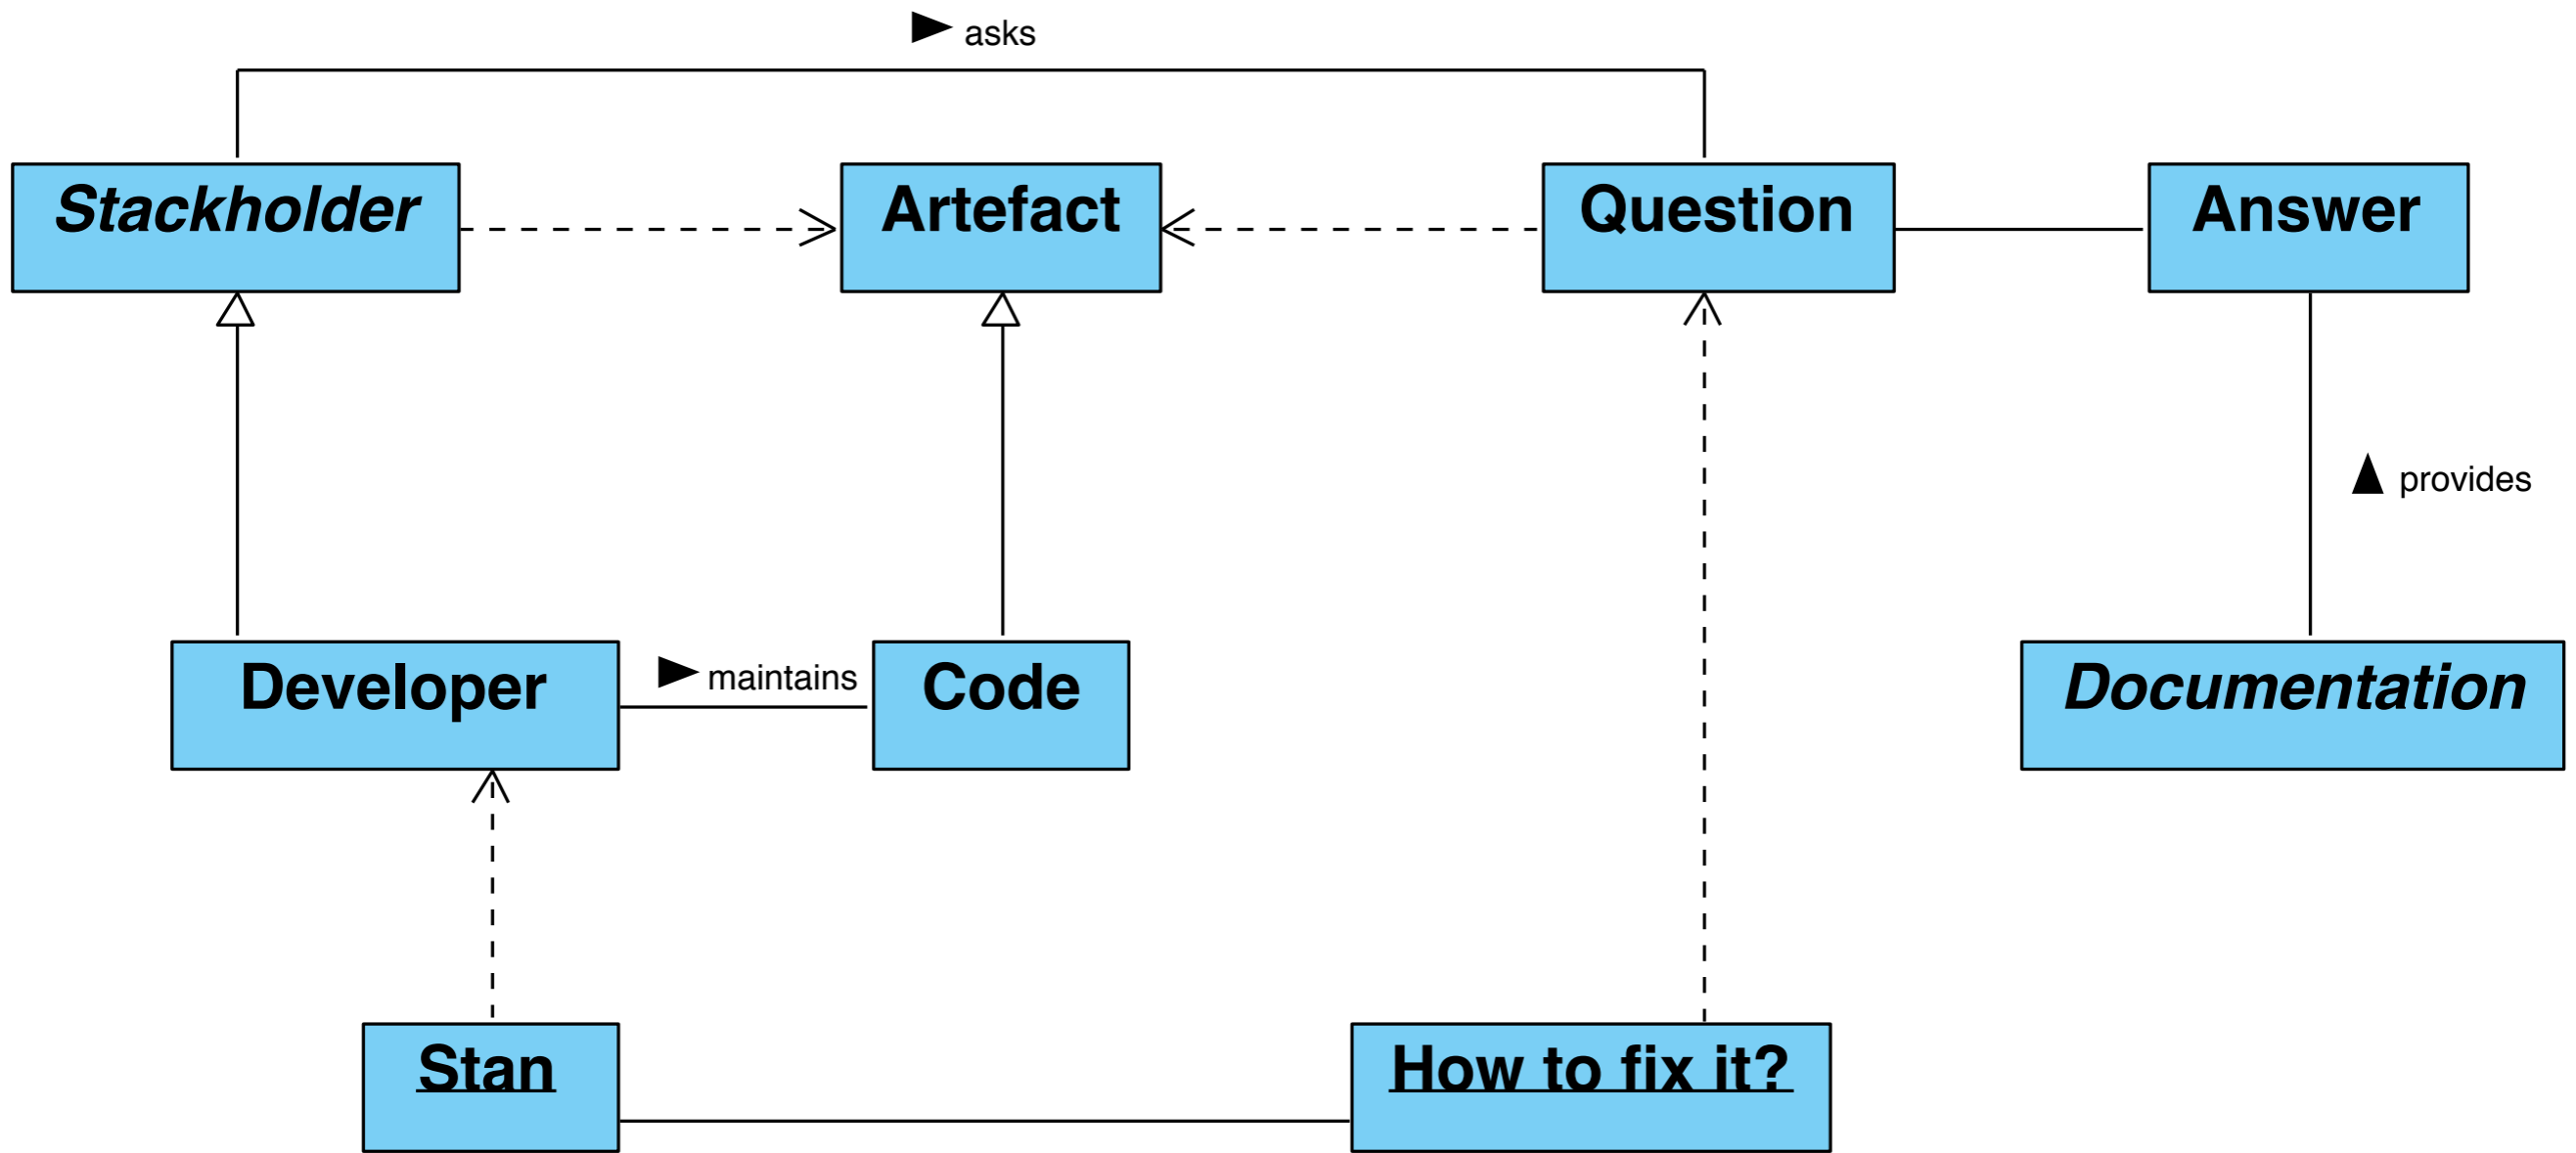 asks
Stackholder
Artefact
Question
Answer
provides
Developer
maintains
Code
Documentation
Stan
How to fix it?